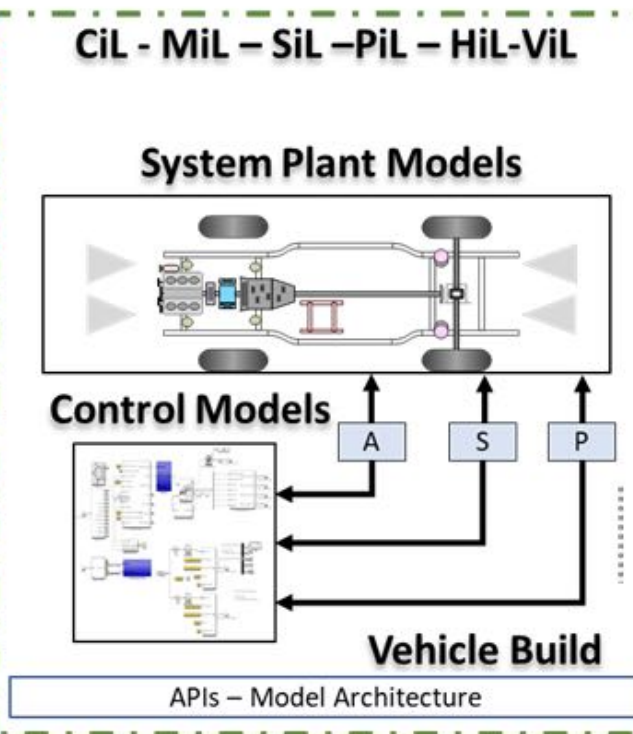 CiL - MiL – SiL –PiL – HiL-ViL
System Plant Models
Control Models
A
S
P
Vehicle Build
APIs – Model Architecture